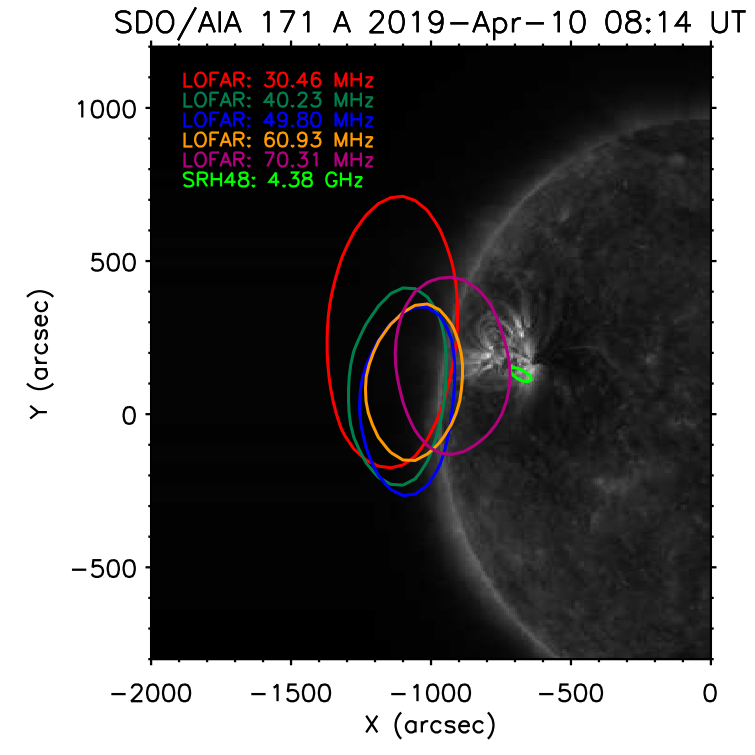 SDO/AIA 171 A 2019-Apr-10 08:14 UT
LOFAR: 30.46 MHz
LOFAR: 40.23 MHz
LOFAR: 49.80 MHz
LOFAR: 60.93 MHz
LOFAR: 70.31 MHz
SRH48: 4.38 GHz
1000
500
0
-500
Y (arcsec)
-2000 -1500 -1000 -500 0
X (arcsec)